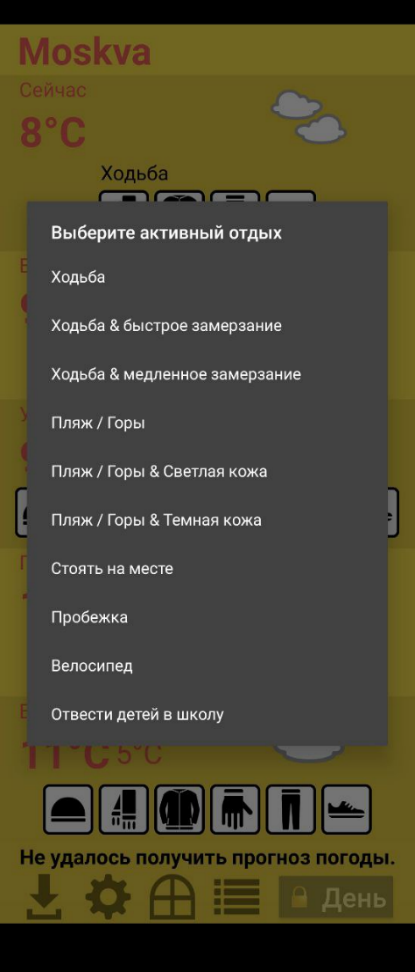 Moskva
Сейчас
8°C
Ходьба
Выберите активный отдых
Ходьба
Ходьба & быстрое замерзание
Ходьба & медленное замерзание
Пляж / Горы
Пляж / Горы & Светлая кожа
Пляж / Горы & Темная кожа
Стоять на месте
Пробежка
Велосипед
Отвести детей в школу
11°C 5°C
Не удалось получить прогноз погоды.
День